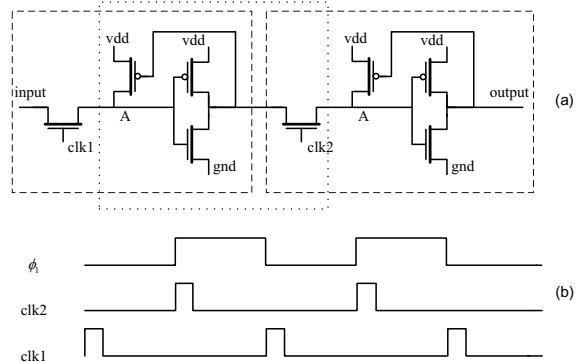 vdd vdd vdd vdd
input output (a)
A A
clk1 clk2
gnd gnd
ϕ₁ (b)
clk2
clk1